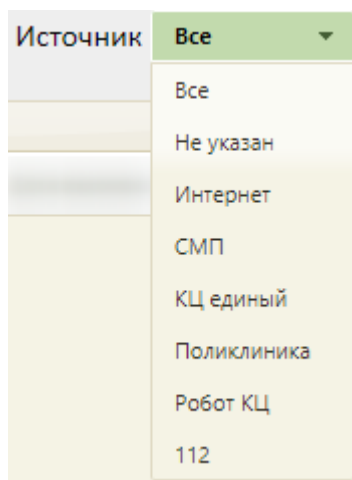 Источник Все
Все
Не указан
Интернет
СМП
КЦ единый
Поликлиника
Робот КЦ
112